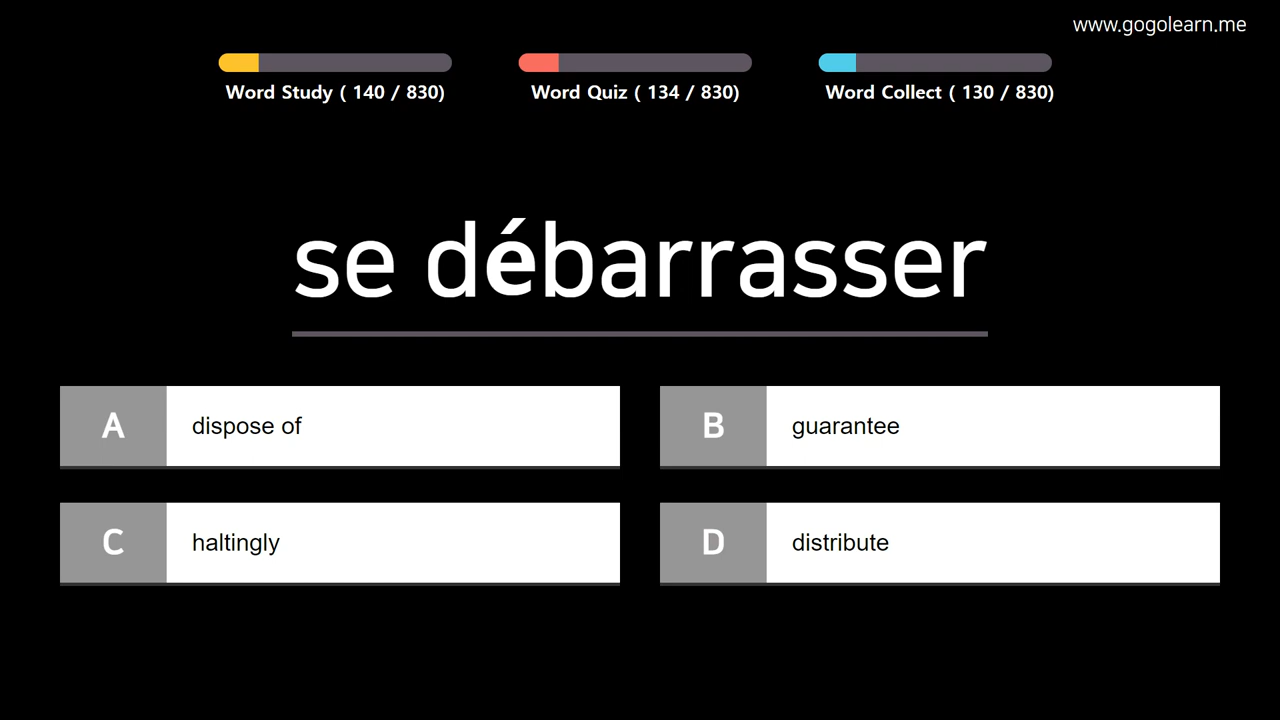 www.gogolearn.me
Word Study ( 140 / 830)
Word Quiz ( 134 / 830)
Word Collect ( 130 / 830)
se débarrasser
A dispose of
B guarantee
C haltingly
D distribute